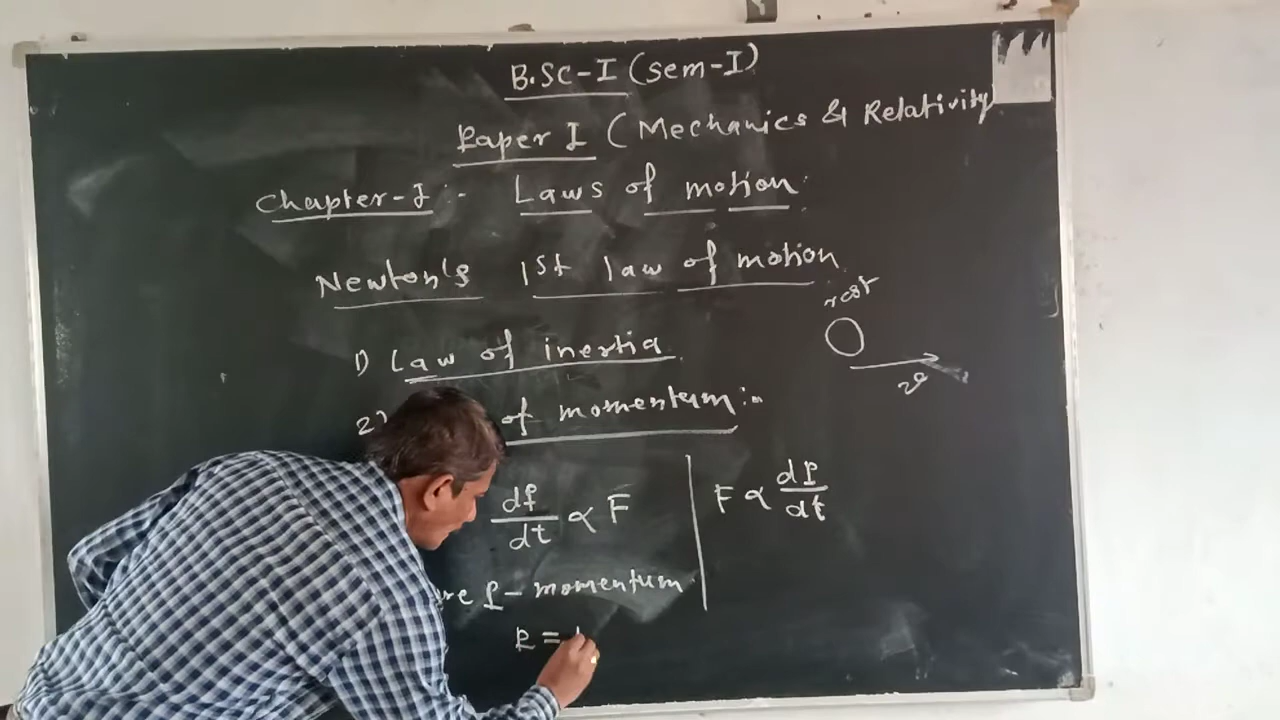 B.SC-I (sem-I)
Paper I (Mechanics & Relativity
Chapter-I :- Laws of motion.
Newton's 1st law of motion
rest
1) Law of inertia.
v
2) of momentum:-
dp/dt ∝ F
F ∝ dp/dt
p - momentum
p =